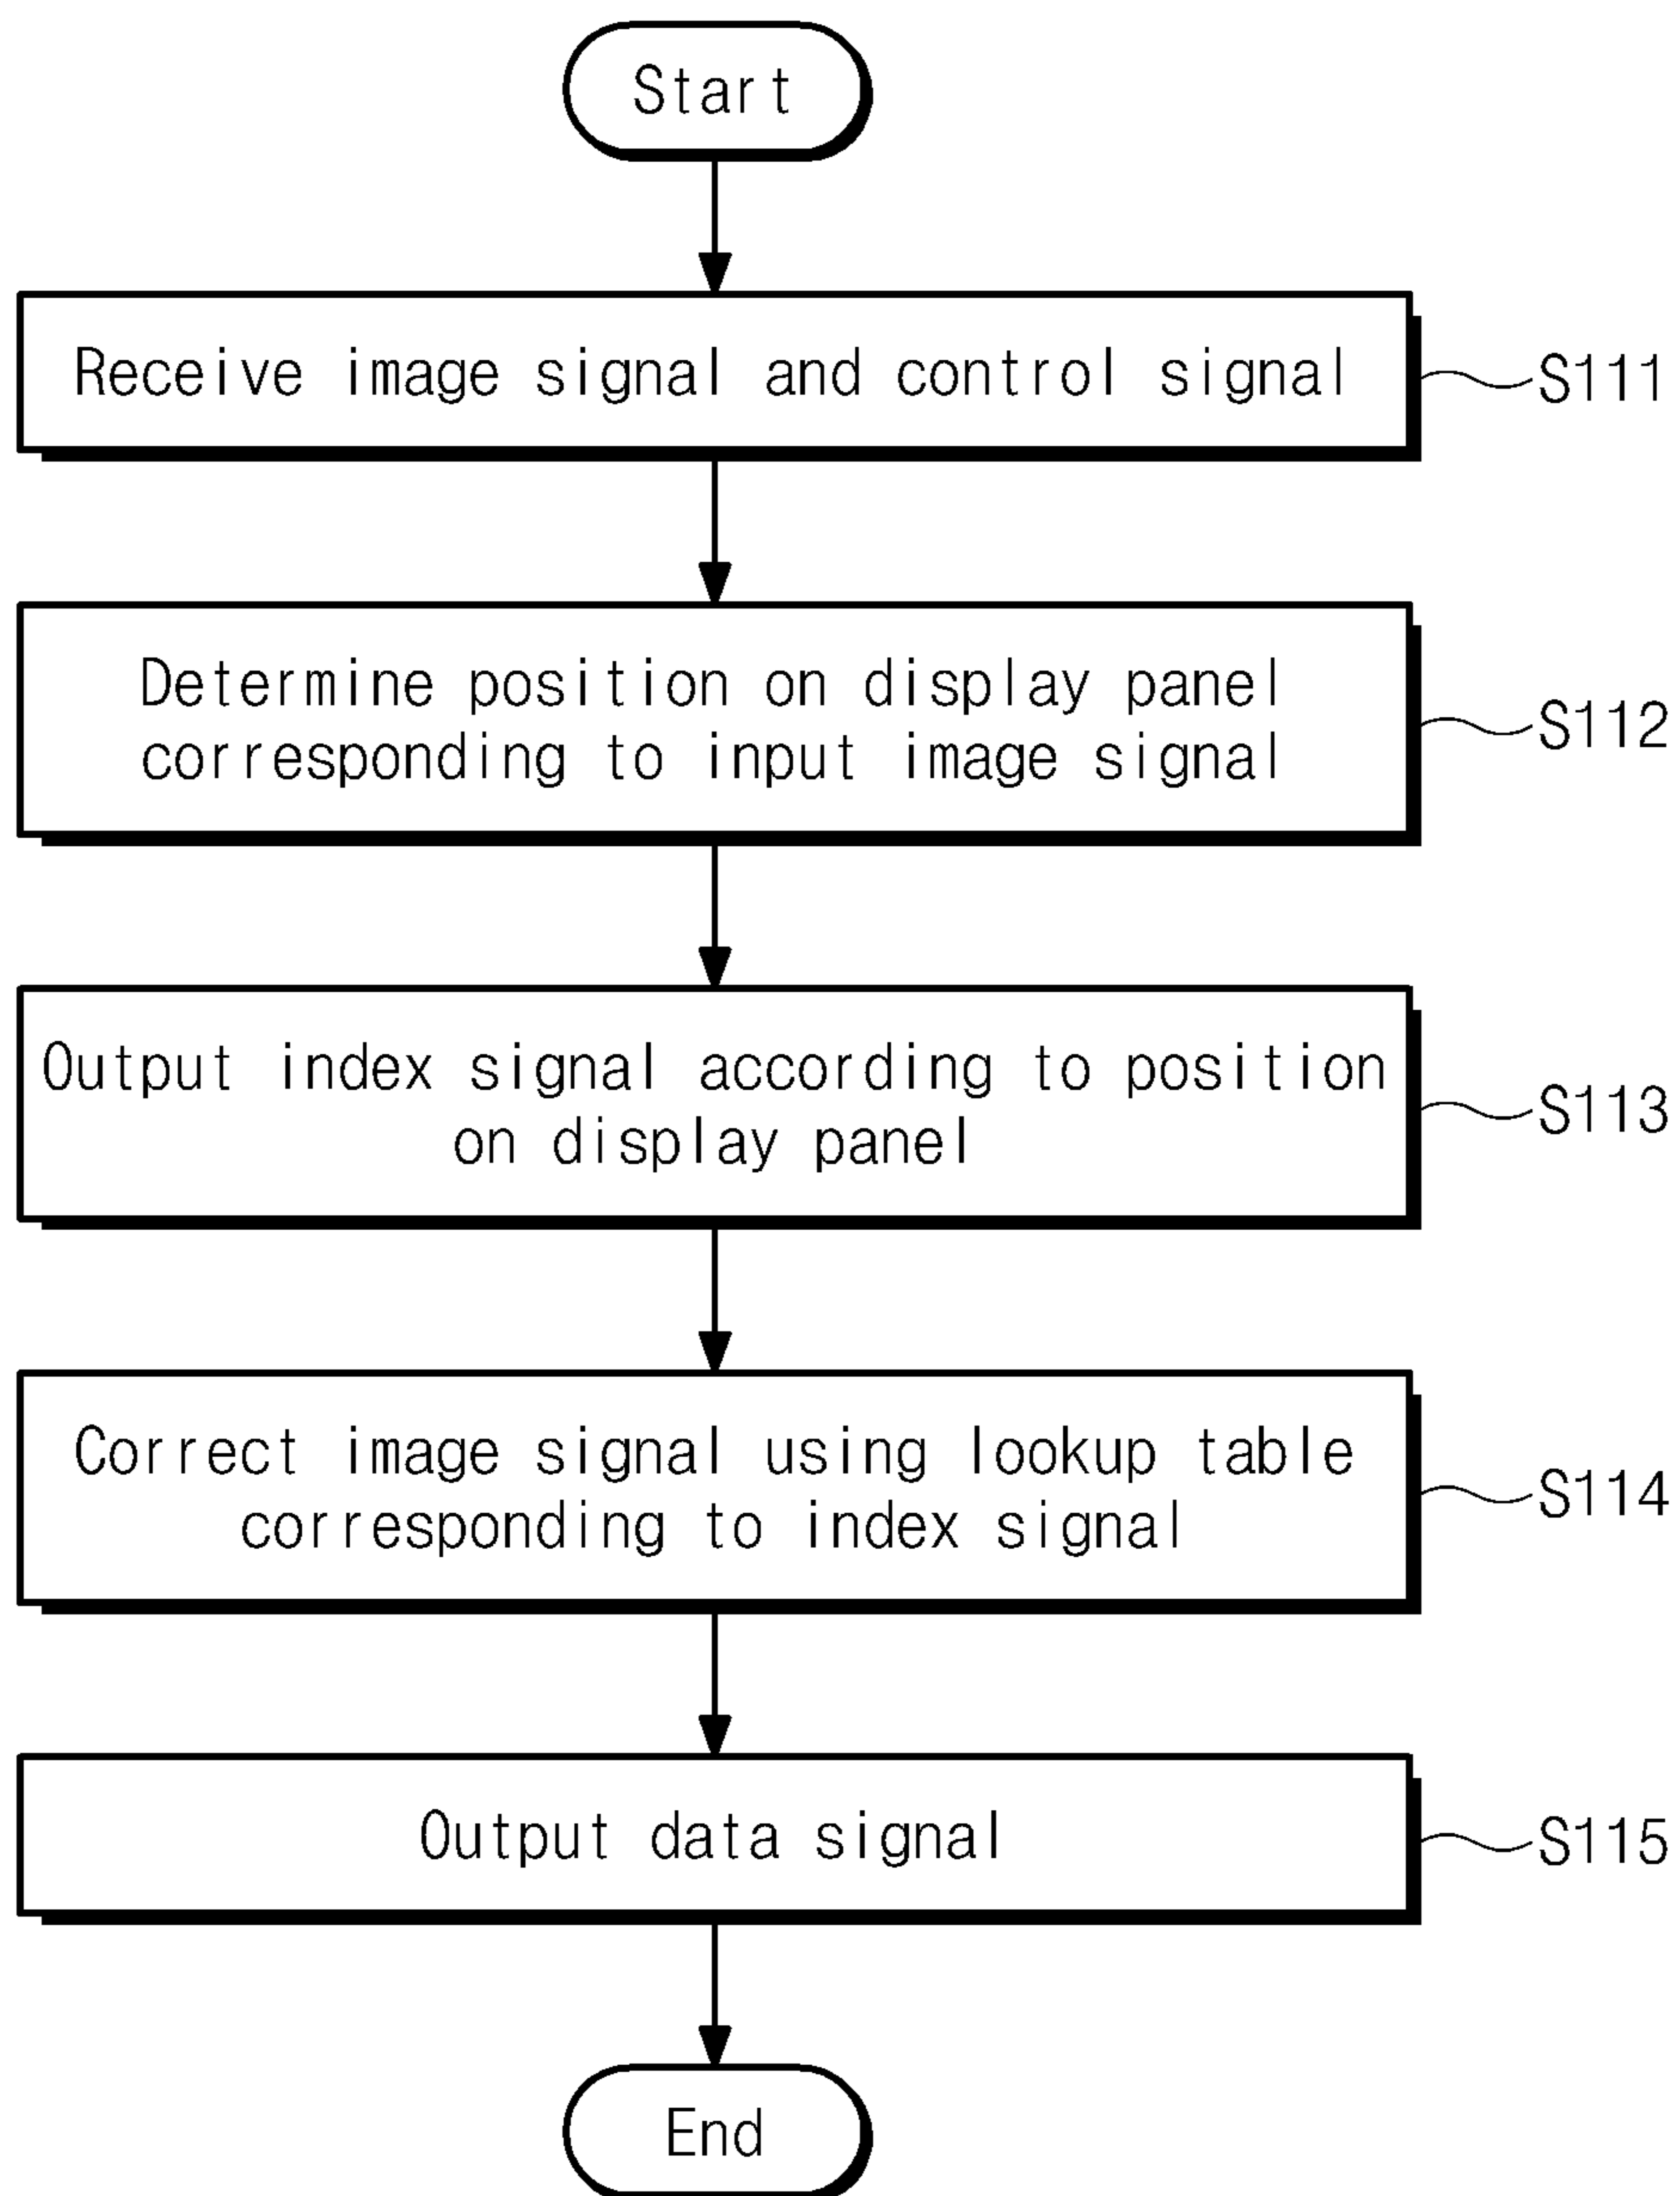 Start
Receive image signal and control signal
S111
Determine position on display panel
corresponding to input image signal
S112
Output index signal according to position
on display panel
S113
Correct image signal using lookup table
corresponding to index signal
S114
Output data signal
S115
End